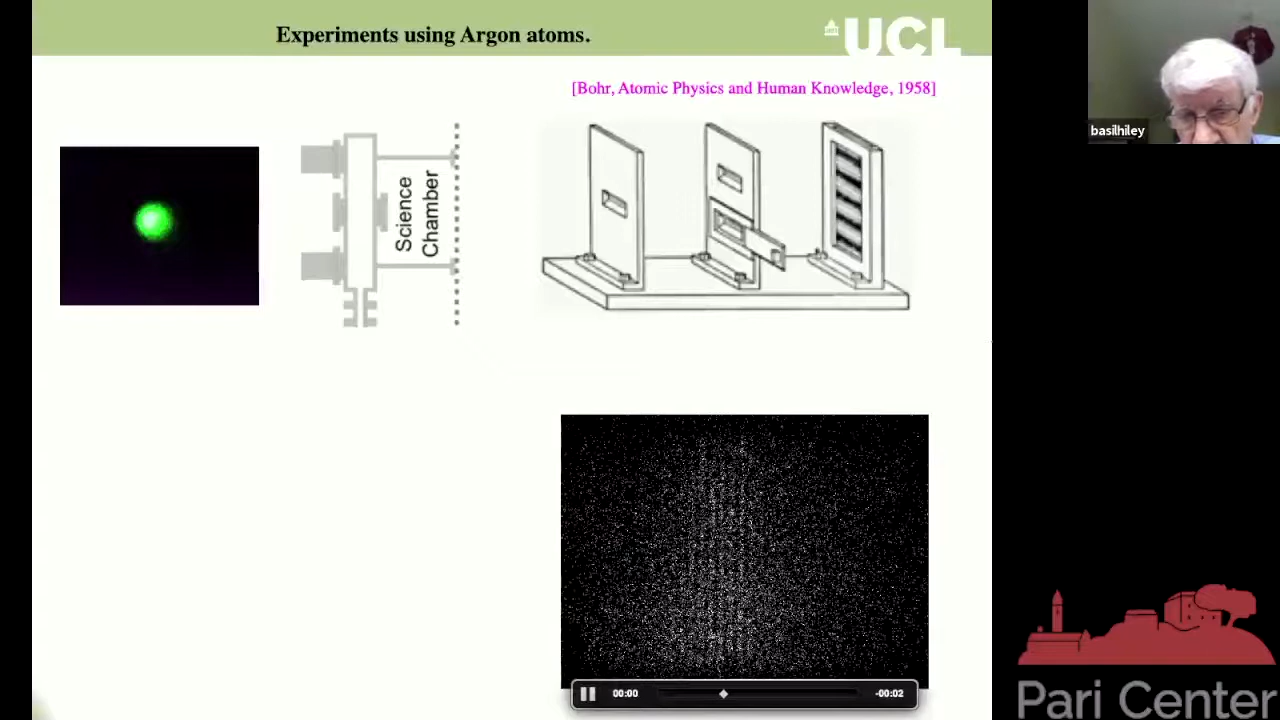 Experiments using Argon atoms.
UCL
[Bohr, Atomic Physics and Human Knowledge, 1958]
basilhiley
Science
Chamber
00:00
-00:02
Pari Center